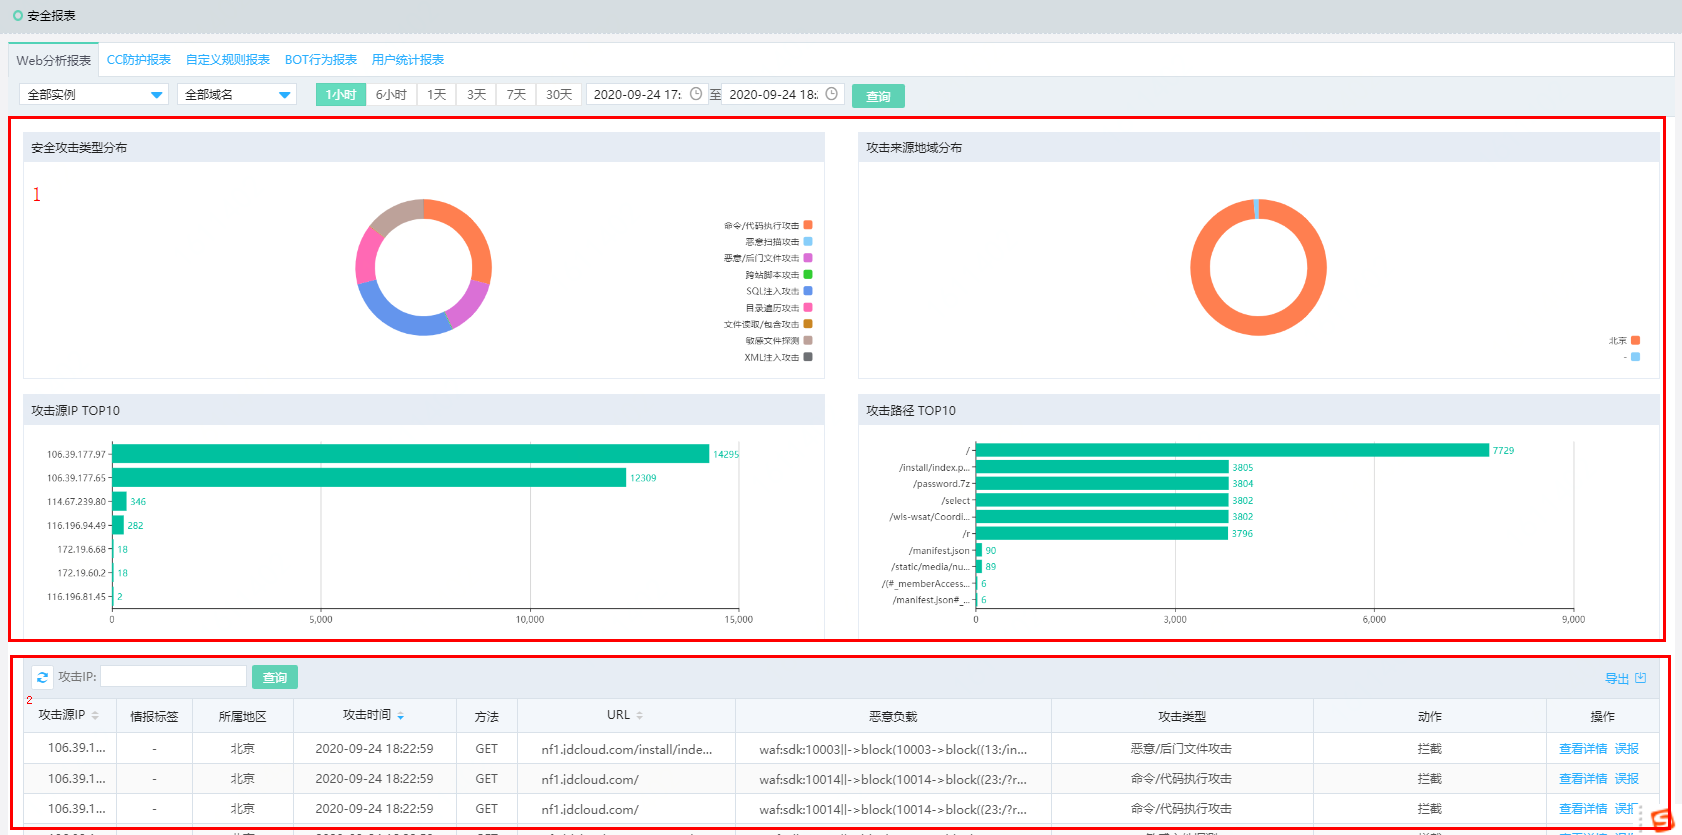 安全报表
Web分析报表 CC防护报表 自定义规则报表 BOT行为报表 用户统计报表
全部实例 全部域名 1小时 6小时 1天 3天 7天 30天 2020-09-24 17: 至 2020-09-24 18: 查询
安全攻击类型分布
1
命令/代码执行攻击
恶意扫描攻击
恶意/后门文件攻击
跨站脚本攻击
SQL注入攻击
目录遍历攻击
文件读取/包含攻击
敏感文件探测
XML注入攻击
攻击来源地域分布
北京
-
攻击源IP TOP10
106.39.177.97 14295
106.39.177.65 12309
114.67.239.80 346
116.196.94.49 282
172.19.6.68 18
172.19.60.2 18
116.196.81.45 2
0 5,000 10,000 15,000
攻击路径 TOP10
/ 7729
/install/index.p... 3805
/password.7z 3804
/select 3802
/wls-wsat/Coordi... 3802
/r 3796
/manifest.json 90
/static/media/nu... 89
/(#_memberAccess... 6
/manifest.json#_... 6
0 3,000 6,000 9,000
攻击IP: 查询 导出
2
攻击源IP 情报标签 所属地区 攻击时间 方法 URL 恶意负载 攻击类型 动作 操作
106.39.1... - 北京 2020-09-24 18:22:59 GET nf1.jdcloud.com/install/inde... waf:sdk:10003||->block((10003->block((13:/in... 恶意/后门文件攻击 拦截 查看详情 误报
106.39.1... - 北京 2020-09-24 18:22:59 GET nf1.jdcloud.com/ waf:sdk:10014||->block(10014->block((23:/?r... 命令/代码执行攻击 拦截 查看详情 误报
106.39.1... - 北京 2020-09-24 18:22:59 GET nf1.jdcloud.com/ waf:sdk:10014||->block(10014->block((23:/?r... 命令/代码执行攻击 拦截 查看详情 误报